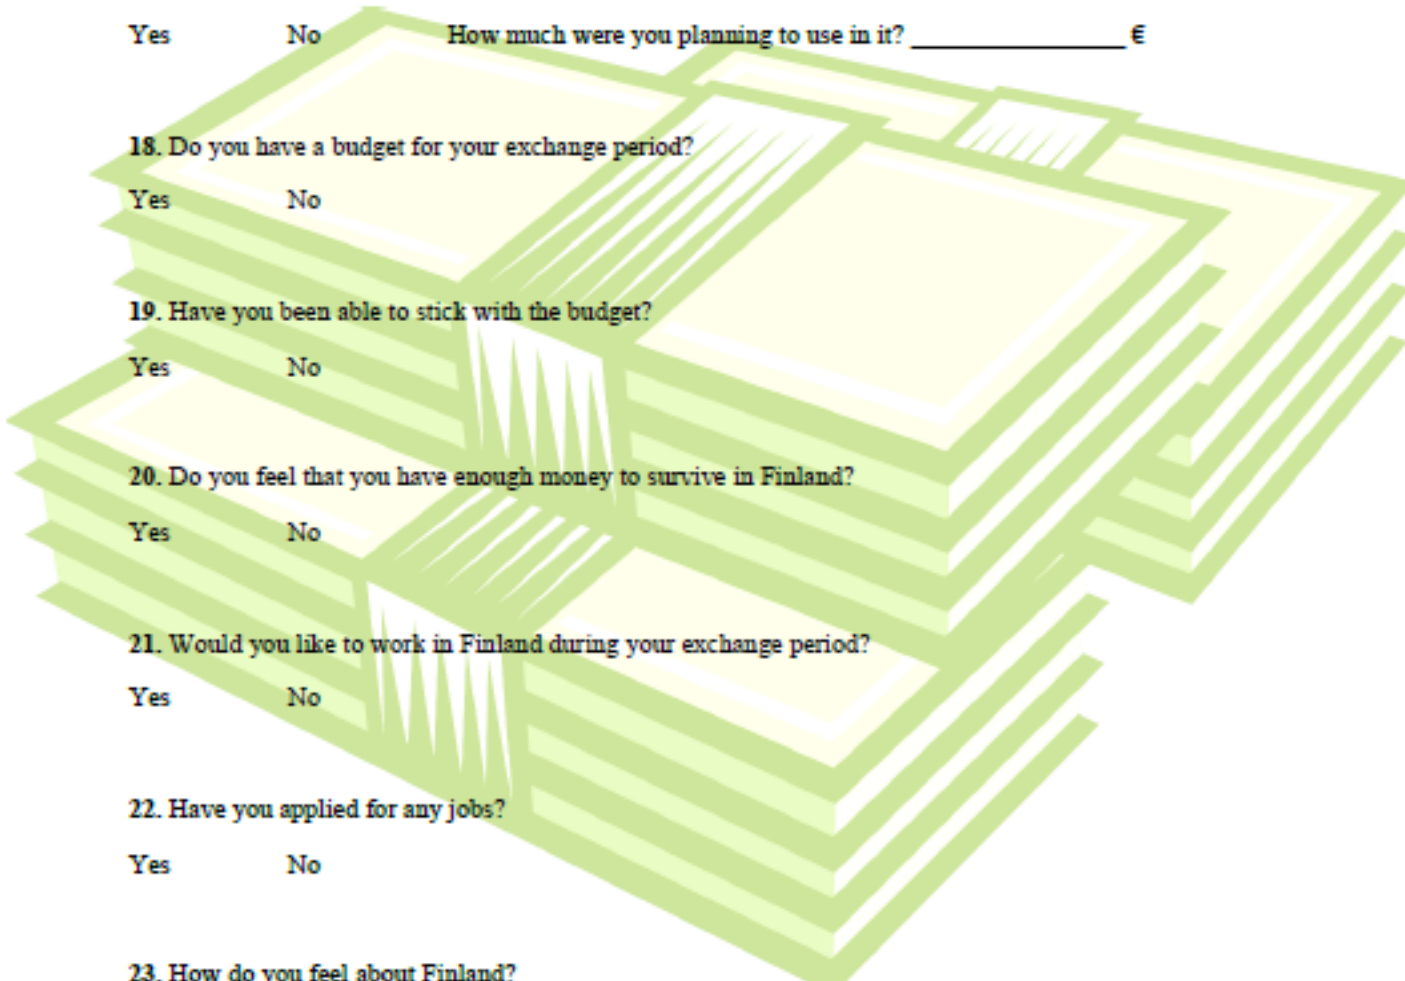 Yes No How much were you planning to use in it? ________________ €
18. Do you have a budget for your exchange period?
Yes No
19. Have you been able to stick with the budget?
Yes No
20. Do you feel that you have enough money to survive in Finland?
Yes No
21. Would you like to work in Finland during your exchange period?
Yes No
22. Have you applied for any jobs?
Yes No
23. How do you feel about Finland?